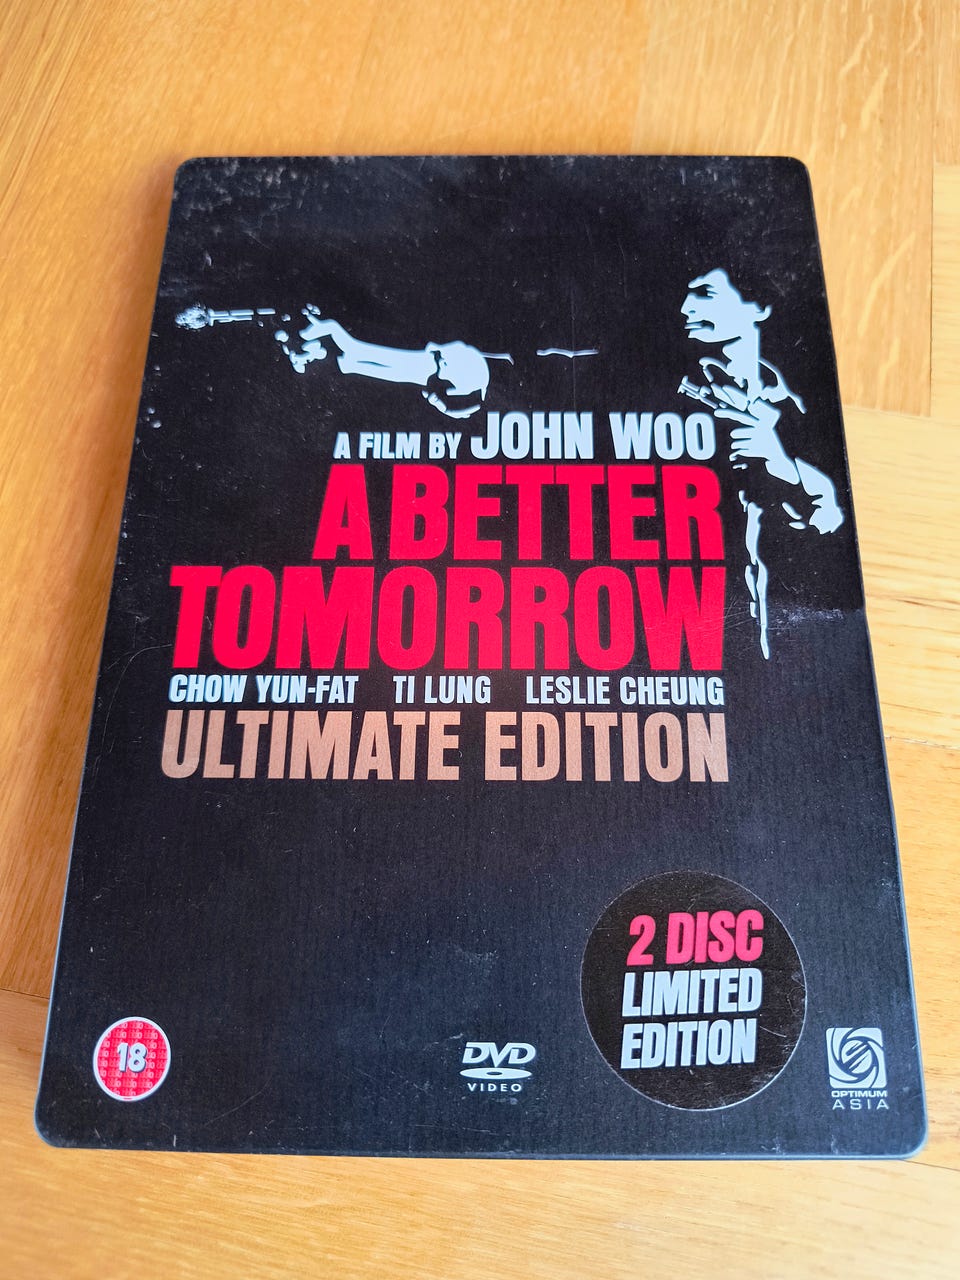 A FILM BY JOHN WOO
A BETTER
TOMORROW
CHOW YUN-FAT TI LUNG LESLIE CHEUNG
ULTIMATE EDITION
2 DISC
LIMITED
EDITION
18
DVD
VIDEO
OPTIMUM
ASIA